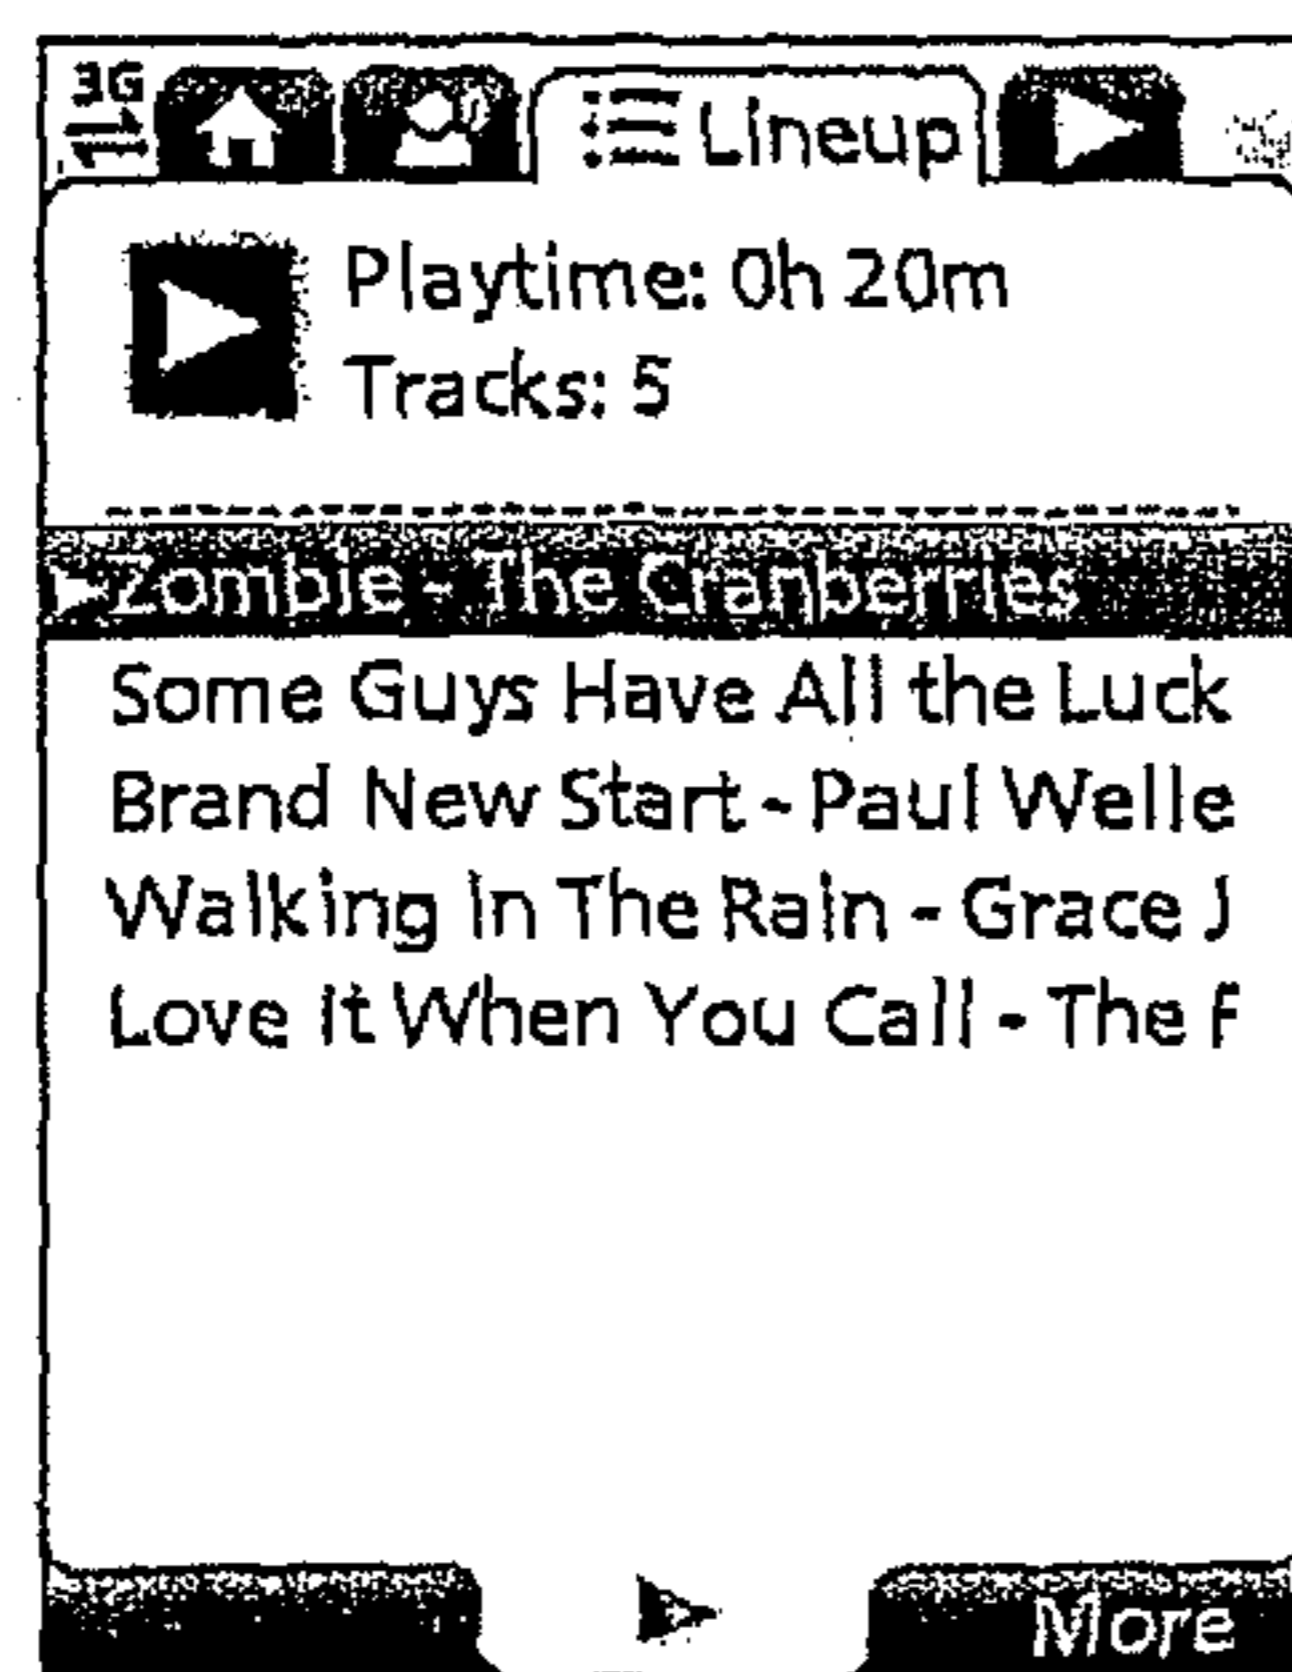 3G
Lineup
Playtime: 0h 20m
Tracks: 5
Zombie - The Cranberries
Some Guys Have All the Luck
Brand New Start - Paul Welle
Walking In The Rain - Grace J
Love It When You Call - The F
More